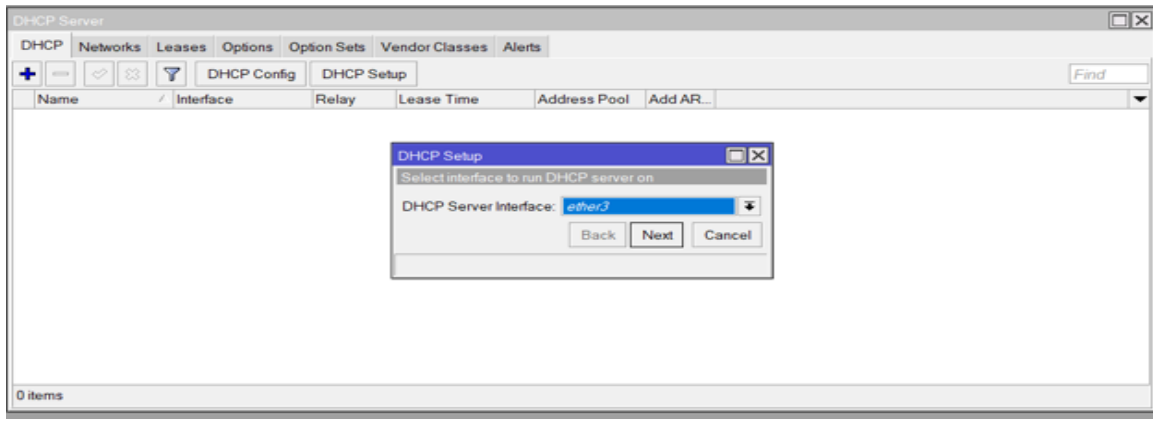 DHCP Server
DHCP Networks Leases Options Option Sets Vendor Classes Alerts
DHCP Config DHCP Setup Find
Name Interface Relay Lease Time Address Pool Add AR...
DHCP Setup
Select interface to run DHCP server on
DHCP Server Interface: ether3
Back Next Cancel
0 items